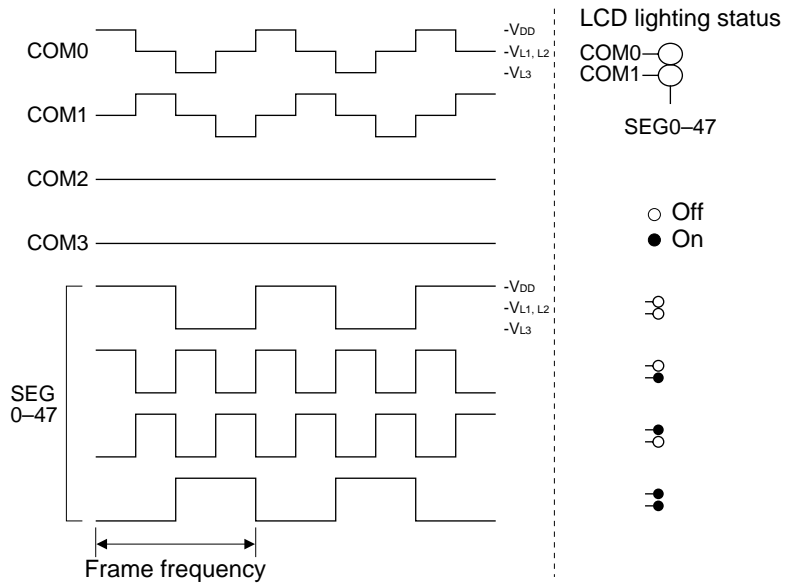 LCD lighting status
COM0
-VDD
-VL1, L2
-VL3
COM0
COM1
SEG0–47
COM1
COM2
COM3
Off
On
-VDD
-VL1, L2
-VL3
SEG
0–47
Frame frequency